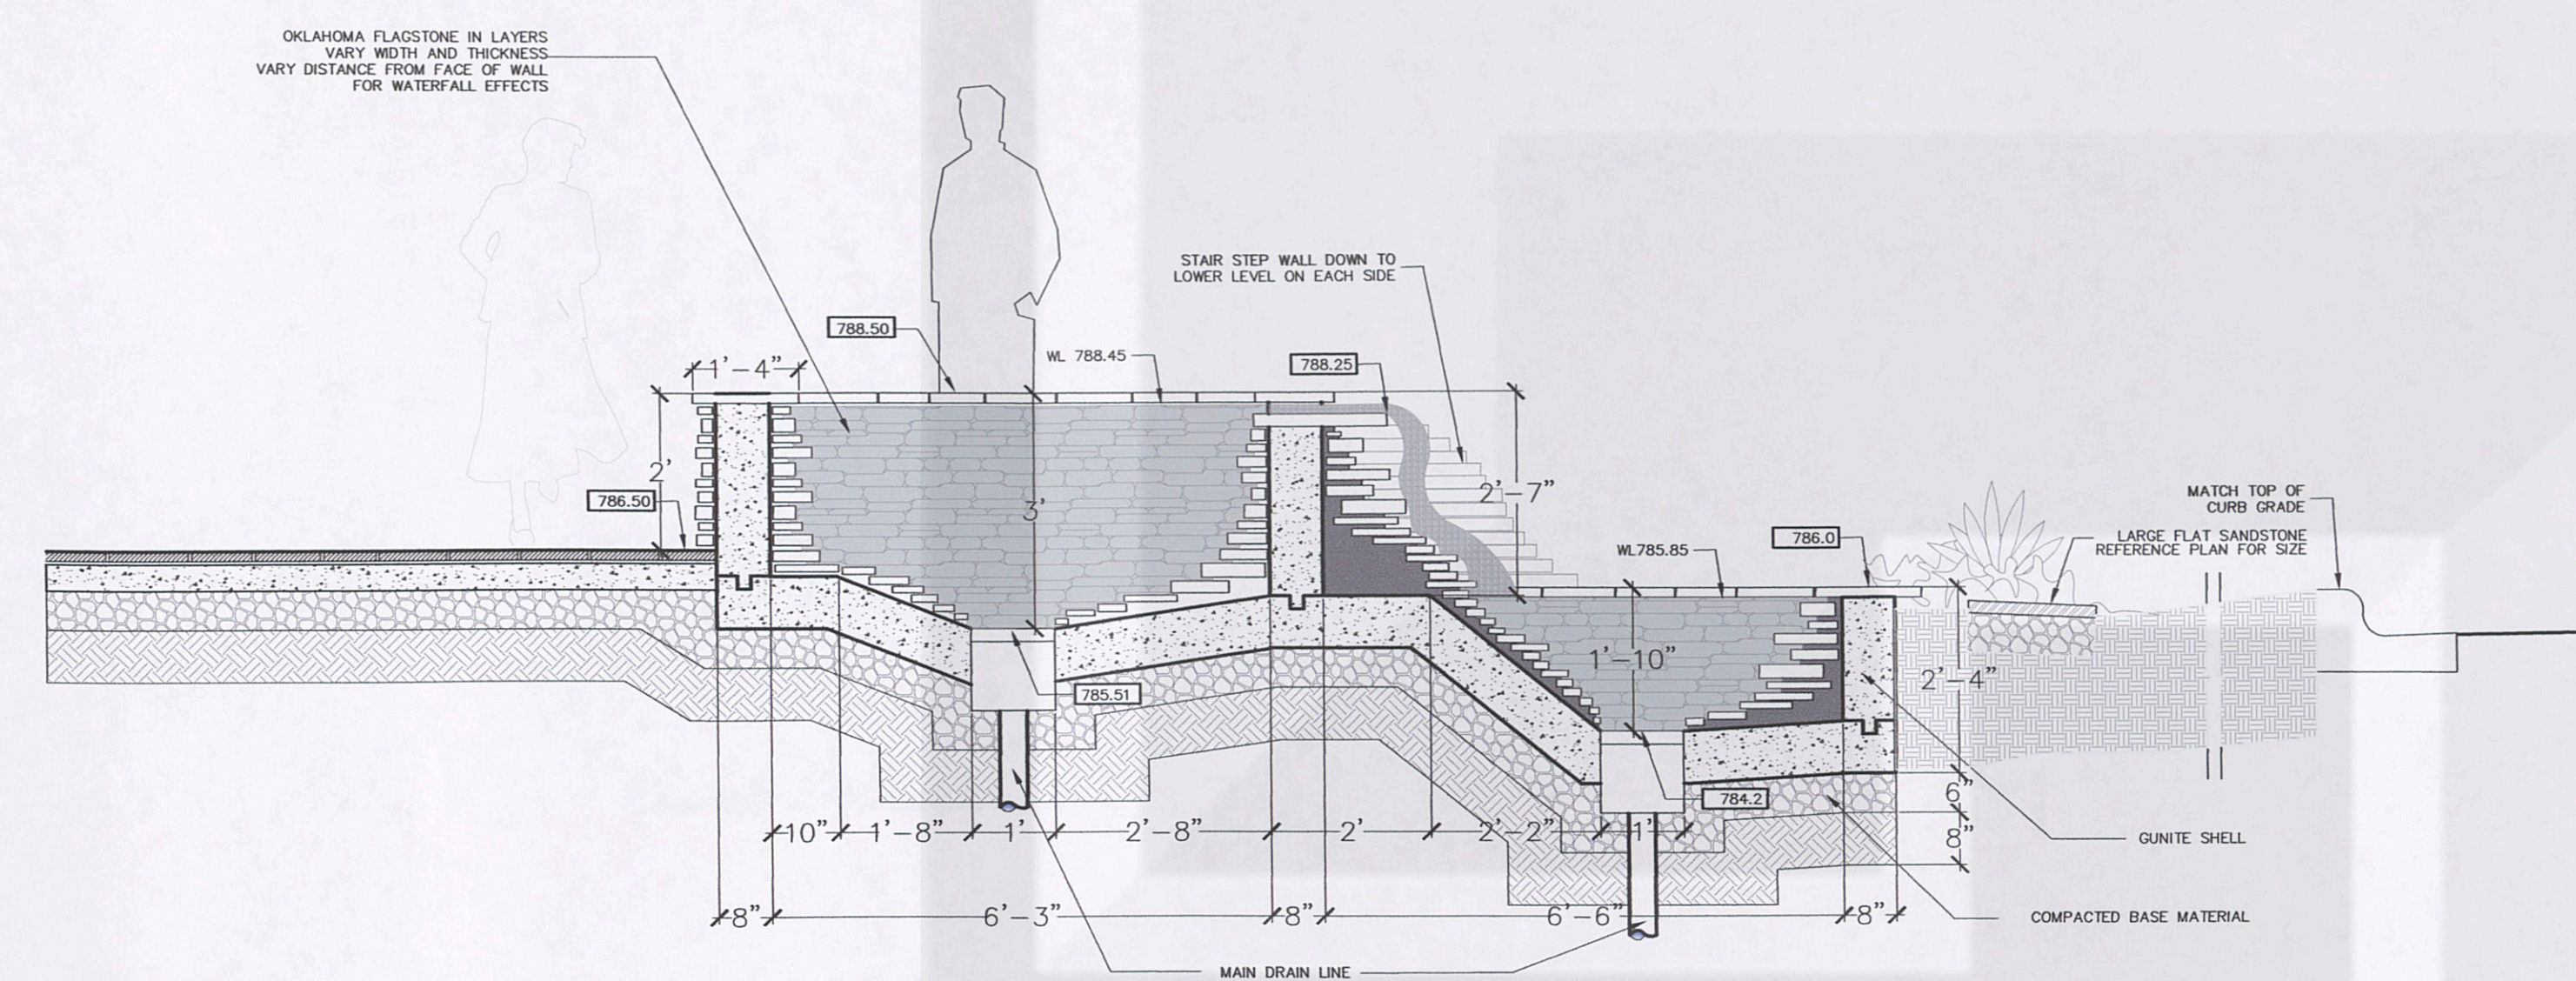 OKLAHOMA FLAGSTONE IN LAYERS
VARY WIDTH AND THICKNESS
VARY DISTANCE FROM FACE OF WALL
FOR WATERFALL EFFECTS
STAIR STEP WALL DOWN TO
LOWER LEVEL ON EACH SIDE
788.50
WL 788.45
788.25
1'-4"
2'
786.50
3'
2'-7"
WL785.85
786.0
MATCH TOP OF
CURB GRADE
LARGE FLAT SANDSTONE
REFERENCE PLAN FOR SIZE
1'-10"
2'-4"
785.51
784.2
6"
8"
10"
1'-8"
1'
2'-8"
2'
2'-2"
1'
GUNITE SHELL
8"
6'-3"
8"
6'-6"
8"
COMPACTED BASE MATERIAL
MAIN DRAIN LINE